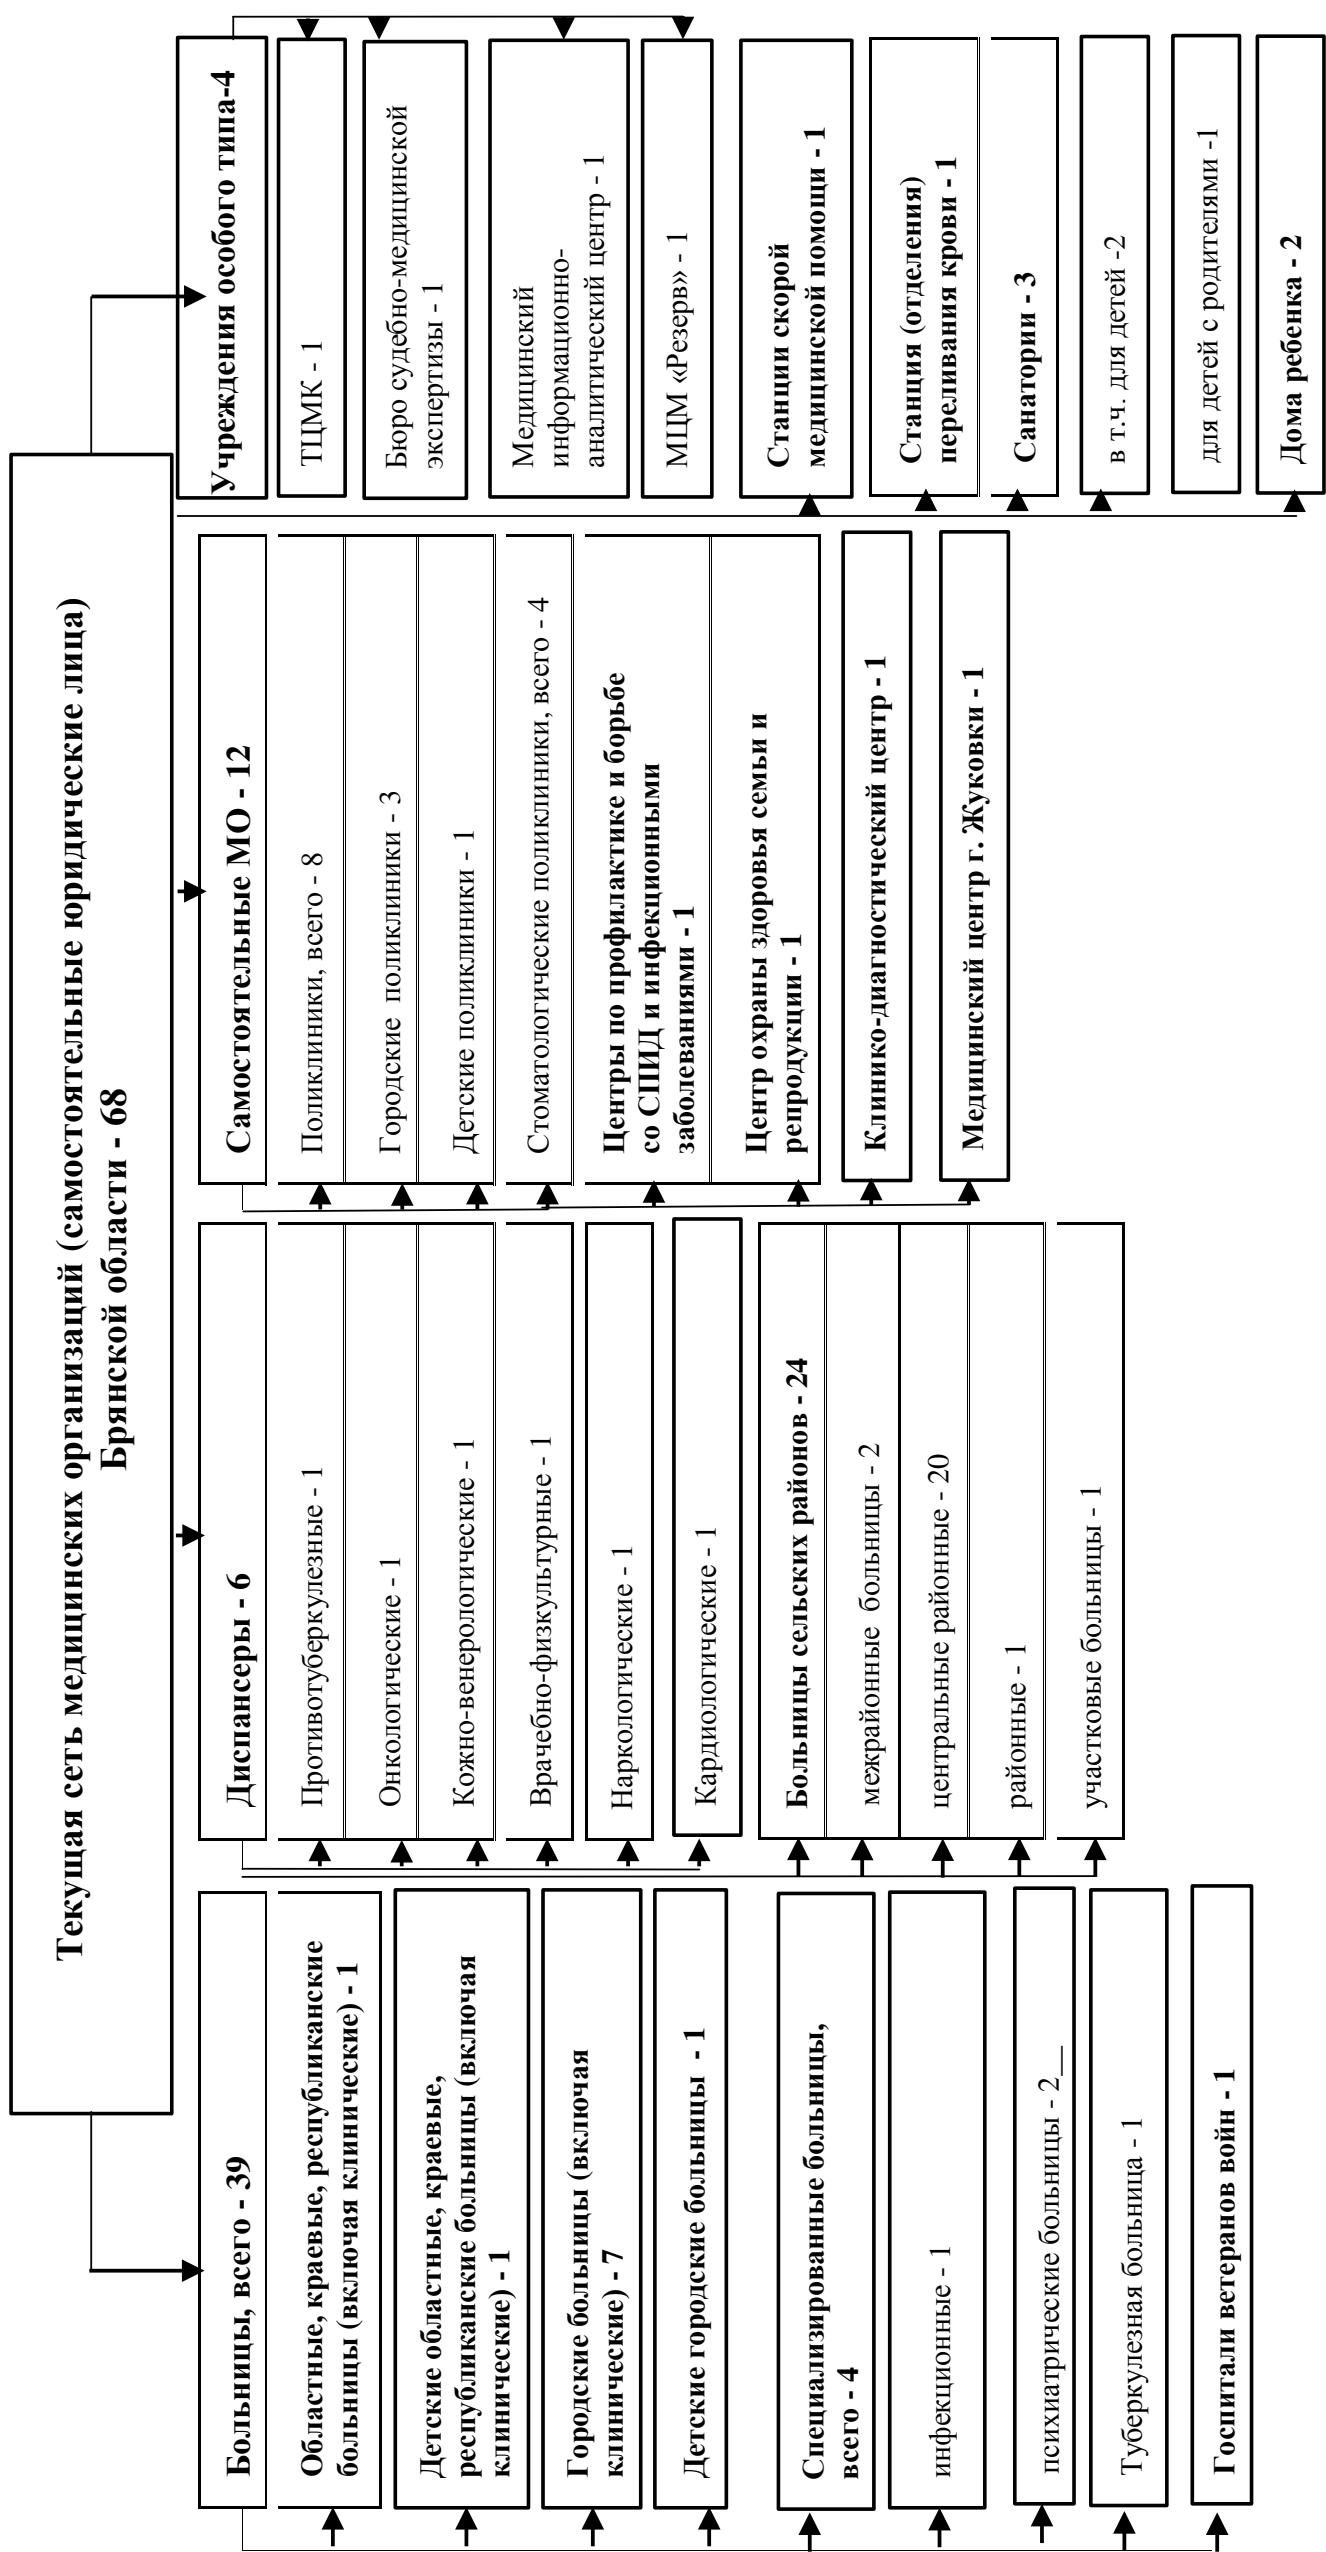 Текущая сеть медицинских организаций (самостоятельные юридические лица)
Брянской области - 68
Больницы, всего - 39
Областные, краевые, республиканские
больницы (включая клинические) - 1
Детские областные, краевые,
республиканские больницы (включая
клинические) - 1
Городские больницы (включая
клинические) - 7
Детские городские больницы - 1
Специализированные больницы,
всего - 4
инфекционные - 1
психиатрические больницы - 2__
Туберкулезная больница - 1
Госпитали ветеранов войн - 1
Диспансеры - 6
Противотуберкулезные - 1
Онкологические - 1
Кожно-венерологические - 1
Врачебно-физкультурные - 1
Наркологические - 1
Кардиологические - 1
Больницы сельских районов - 24
межрайонные больницы - 2
центральные районные - 20
районные - 1
участковые больницы - 1
Самостоятельные МО - 12
Поликлиники, всего - 8
Городские поликлиники - 3
Детские поликлиники - 1
Стоматологические поликлиники, всего - 4
Центры по профилактике и борьбе
со СПИД и инфекционными
заболеваниями - 1
Центр охраны здоровья семьи и
репродукции - 1
Клинико-диагностический центр - 1
Медицинский центр г. Жуковки - 1
Учреждения особого типа-4
ТЦМК - 1
Бюро судебно-медицинской
экспертизы - 1
Медицинский
информационно-
аналитический центр - 1
МЦМ «Резерв» - 1
Станции скорой
медицинской помощи - 1
Станция (отделения)
переливания крови - 1
Санатории - 3
в т.ч. для детей -2
для детей с родителями -1
Дома ребенка - 2